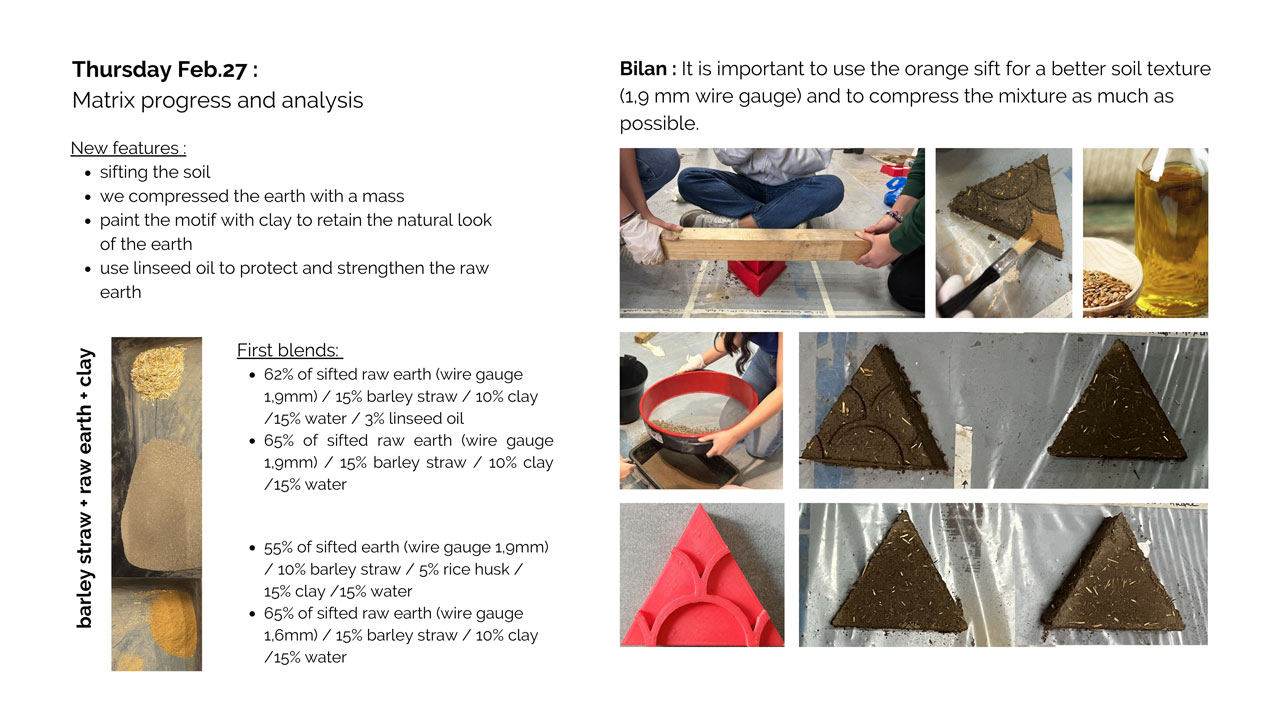 Thursday Feb.27 :
Matrix progress and analysis
New features :
• sifting the soil
• we compressed the earth with a mass
• paint the motif with clay to retain the natural look
of the earth
• use linseed oil to protect and strengthen the raw
earth
barley straw + raw earth + clay
First blends:
• 62% of sifted raw earth (wire gauge
1,9mm) / 15% barley straw / 10% clay
/15% water / 3% linseed oil
• 65% of sifted raw earth (wire gauge
1,9mm) / 15% barley straw / 10% clay
/15% water
• 55% of sifted earth (wire gauge 1,9mm)
/ 10% barley straw / 5% rice husk /
15% clay /15% water
• 65% of sifted raw earth (wire gauge
1,6mm) / 15% barley straw / 10% clay
/15% water
Bilan : It is important to use the orange sift for a better soil texture
(1,9 mm wire gauge) and to compress the mixture as much as
possible.